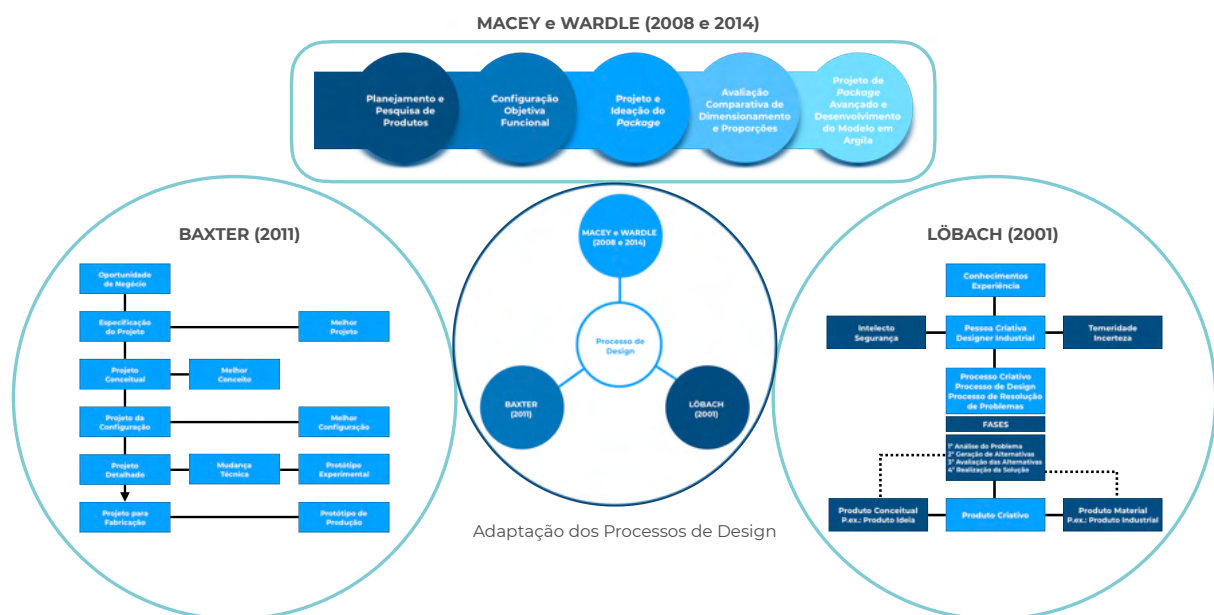 MACEY e WARDLE (2008 e 2014)
Planejamento e
Pesquisa de
Produtos
Configuração
Objetiva
Funcional
Projeto e
Ideação do
Package
Avaliação
Comparativa de
Dimensionamento
e Proporções
Projeto de
Package
Avançado e
Desenvolvimento
do Modelo em
Argila
BAXTER (2011)
Oportunidade
de Negócio
Especificação
do Projeto
Melhor
Projeto
Projeto
Conceitual
Melhor
Conceito
Projeto da
Configuração
Melhor
Configuração
Projeto
Detalhado
Mudança
Técnica
Protótipo
Experimental
Projeto para
Fabricação
Protótipa de
Produção
MACEY e WARDLE
(2008 e 2014)
Processo de
Design
BAXTER
(2011)
LÖBACH
(2001)
Adaptação dos Processos de Design
LÖBACH (2001)
Conhecimentos
Experiência
Intelecto
Segurança
Pessoa Criativa
Designer Industrial
Temeridade
Incerteza
Processo Criativo
Processo de Design
Processo de Resolução
de Problemas
FASES
1ª Análise do Problema
2ª Geração de Alternativas
3ª Avaliação das Alternativas
4ª Realização da Solução
Produto Conceitual
P.ex.: Produto Ideia
Produto Criativo
Produto Material
P.ex.: Produto Industrial